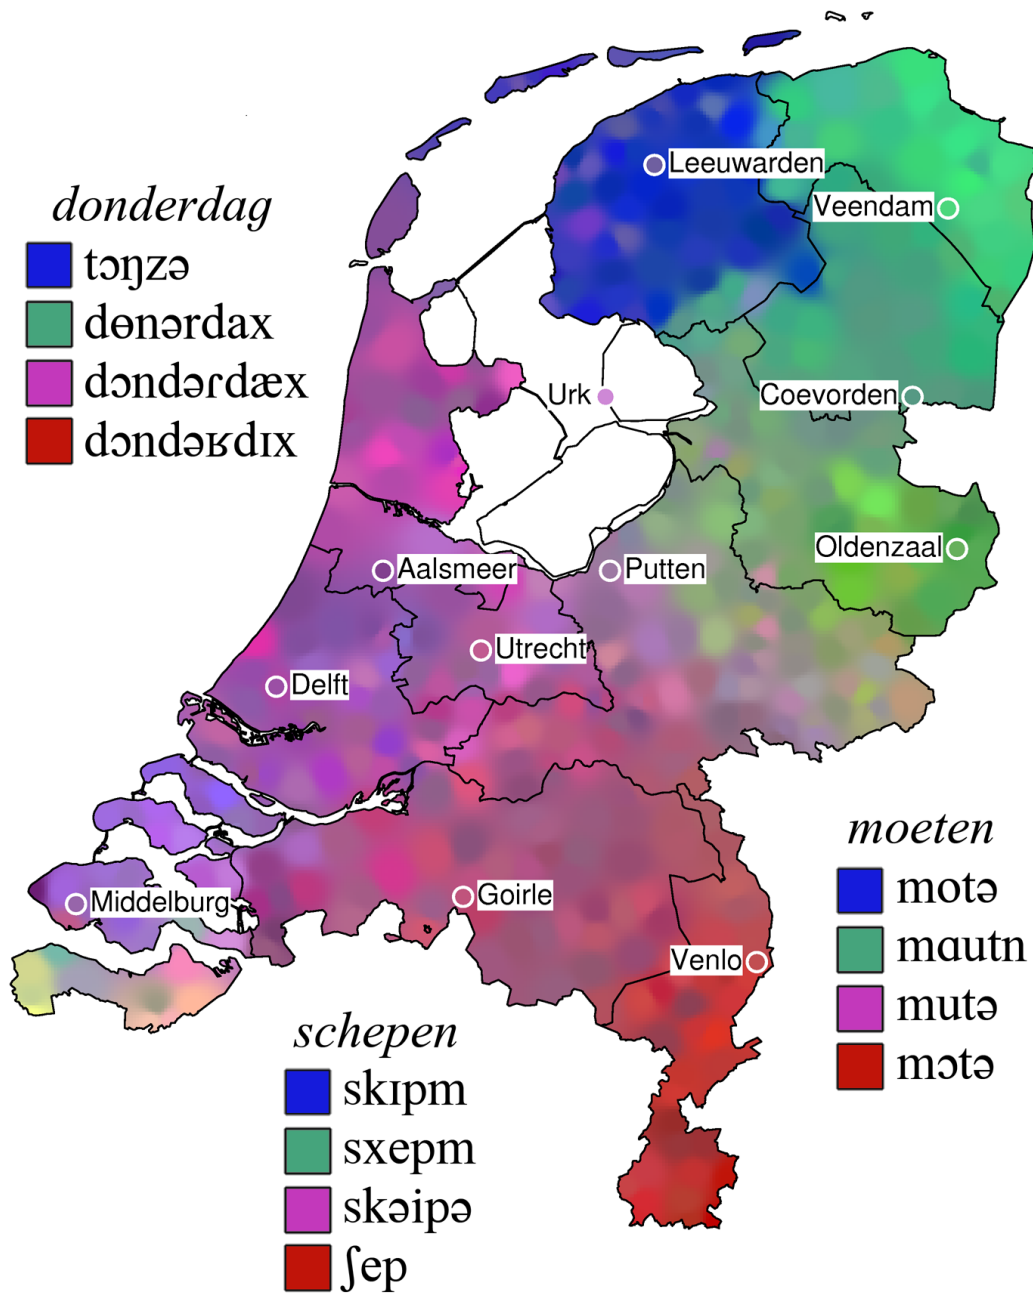 Leeuwarden
Veendam
donderdag
tɔŋzə
dɵnərdax
dɔndərdæx
dɔndəʁdɪx
Urk
Coevorden
Oldenzaal
Aalsmeer
Putten
Utrecht
Delft
moeten
motə
mɑutn
mutə
mɔtə
Middelburg
Goirle
Venlo
schepen
skɪpm
sxepm
skəipə
ʃep